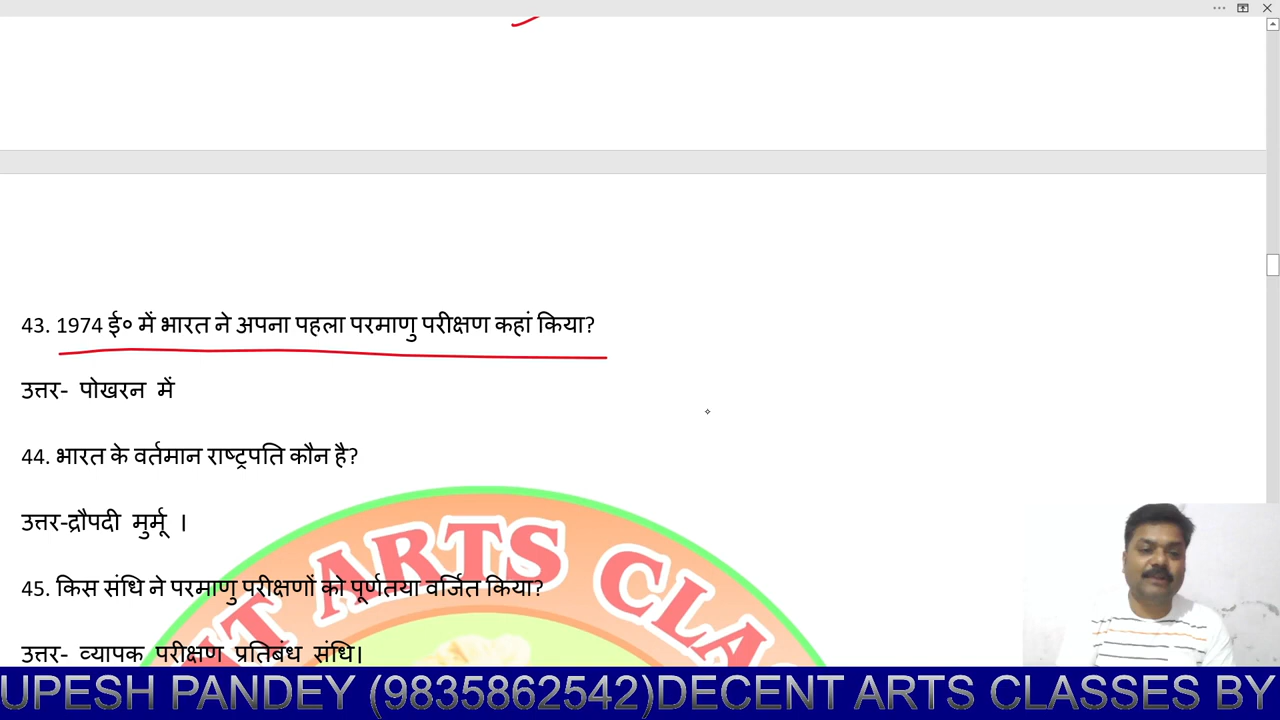 43. 1974 ई० में भारत ने अपना पहला परमाणु परीक्षण कहां किया?
उत्तर- पोखरन में
44. भारत के वर्तमान राष्ट्रपति कौन है?
उत्तर-द्रौपदी मुर्मू ।
ARTS CLA
45. किस संधि ने परमाणु परीक्षणों को पूर्णतया वर्जित किया?
उत्तर- व्यापक परीक्षण प्रतिबंध संधि।
UPESH PANDEY (9835862542)DECENT ARTS CLASSES BY